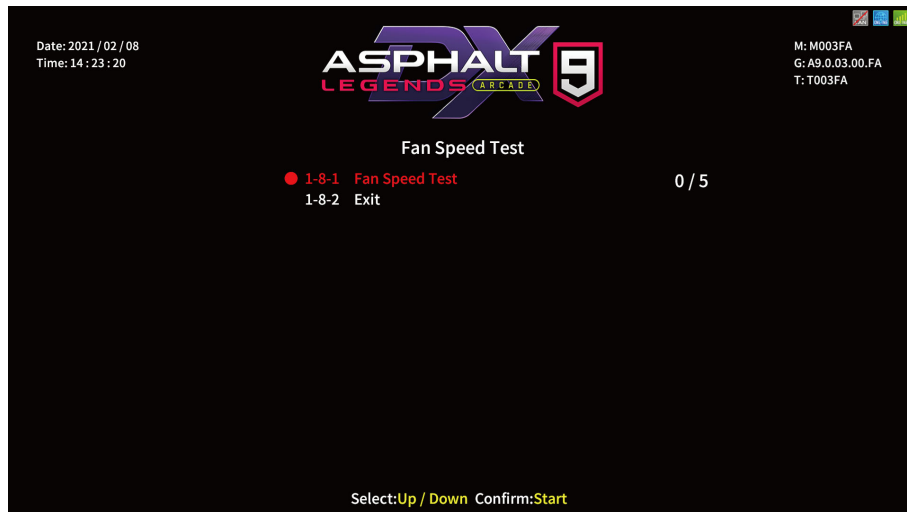 Date: 2021 / 02 / 08
Time: 14 : 23 : 20
ASPHALT 9
LEGENDS ARCADE
DX
M: M003FA
G: A9.0.03.00.FA
T: T003FA
Fan Speed Test
1-8-1 Fan Speed Test 0 / 5
1-8-2 Exit
Select:Up / Down Confirm:Start